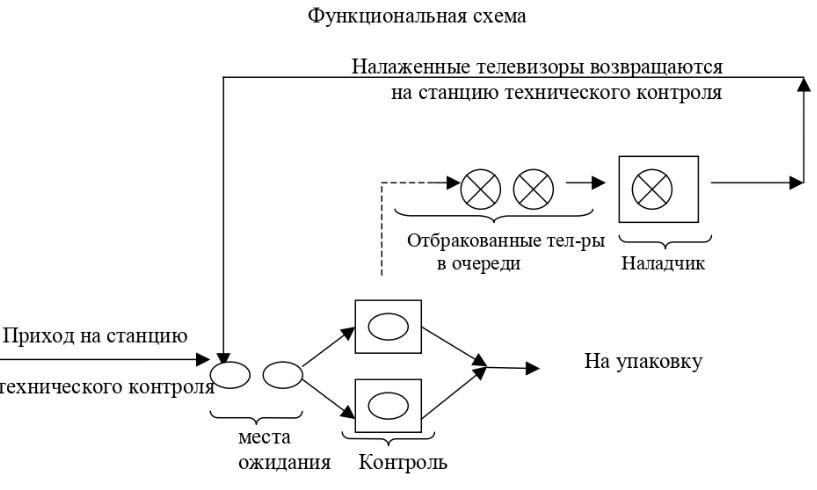 Функциональная схема
Налаженные телевизоры возвращаются
на станцию технического контроля
Отбракованные тел-ры
в очереди
Наладчик
Приход на станцию
технического контроля
На упаковку
места
ожидания
Контроль